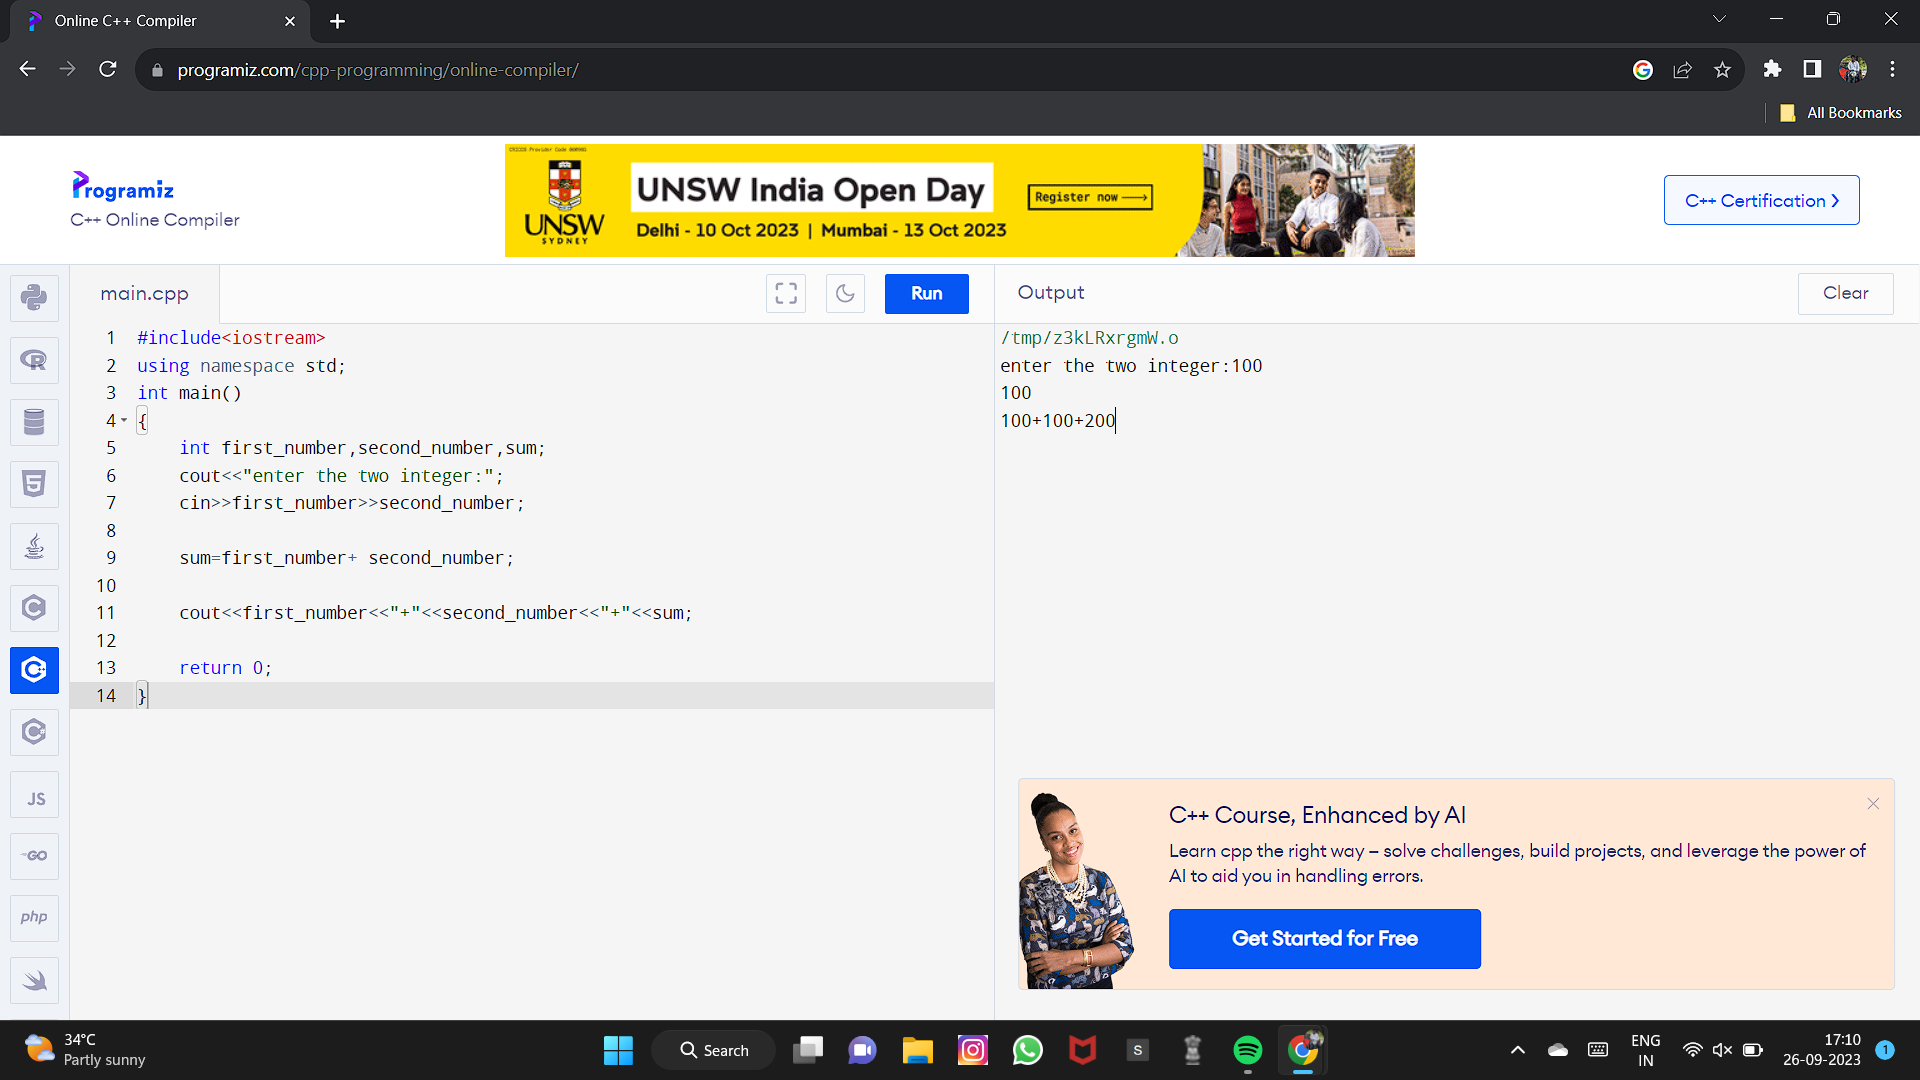 Online C++ Compiler
programiz.com/cpp-programming/online-compiler/
All Bookmarks
Programiz
C++ Online Compiler
CRICOS Provider Code 00098G
UNSW
SYDNEY
UNSW India Open Day
Delhi - 10 Oct 2023 | Mumbai - 13 Oct 2023
Register now
C++ Certification
main.cpp
Run
1 #include<iostream>
2 using namespace std;
3 int main()
4 {
5 int first_number,second_number,sum;
6 cout<<"enter the two integer:";
7 cin>>first_number>>second_number;
8
9 sum=first_number+ second_number;
10
11 cout<<first_number<<"+"<<second_number<<"+"<<sum;
12
13 return 0;
14 }
Output
Clear
/tmp/z3kLRxrgmW.o
enter the two integer:100
100
100+100+200
R
5
C
C++
C
JS
GO
php
C++ Course, Enhanced by AI
Learn cpp the right way – solve challenges, build projects, and leverage the power of
AI to aid you in handling errors.
Get Started for Free
34°C
Partly sunny
Search
S
ENG
IN
17:10
26-09-2023
1